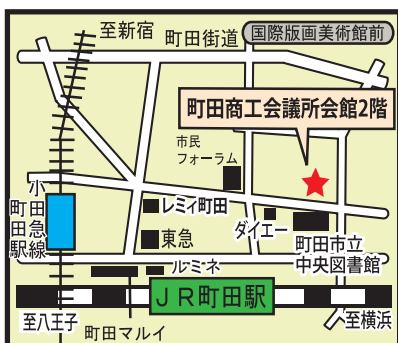 至新宿
町田街道
国際版画美術館前
町田商工会議所会館2階
市民
フォーラム
小田急線
町田駅
レミィ町田
東急
ダイエー
町田市立
中央図書館
ルミネ
JR町田駅
至八王子
至横浜
町田マルイ